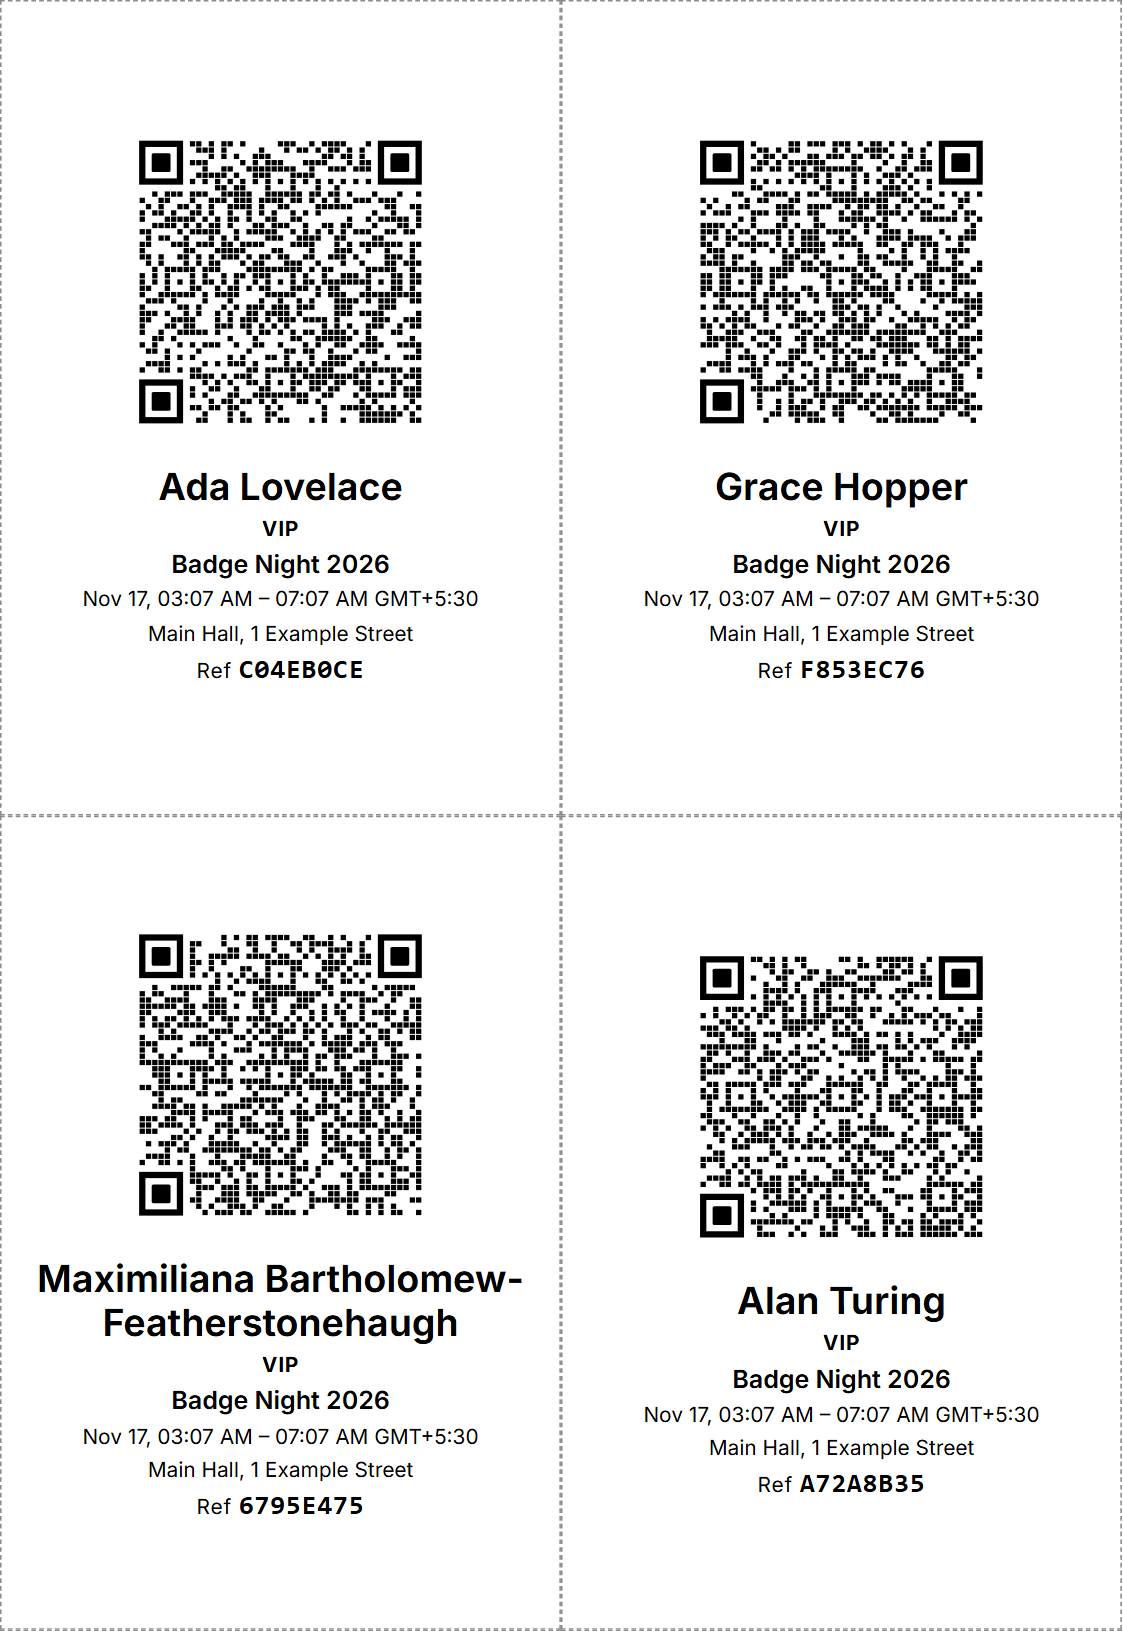 Ada Lovelace
VIP
Badge Night 2026
Nov 17, 03:07 AM – 07:07 AM GMT+5:30
Main Hall, 1 Example Street
Ref C04EB0CE
Grace Hopper
VIP
Badge Night 2026
Nov 17, 03:07 AM – 07:07 AM GMT+5:30
Main Hall, 1 Example Street
Ref F853EC76
Maximiliana Bartholomew-
Featherstonehaugh
VIP
Badge Night 2026
Nov 17, 03:07 AM – 07:07 AM GMT+5:30
Main Hall, 1 Example Street
Ref 6795E475
Alan Turing
VIP
Badge Night 2026
Nov 17, 03:07 AM – 07:07 AM GMT+5:30
Main Hall, 1 Example Street
Ref A72A8B35